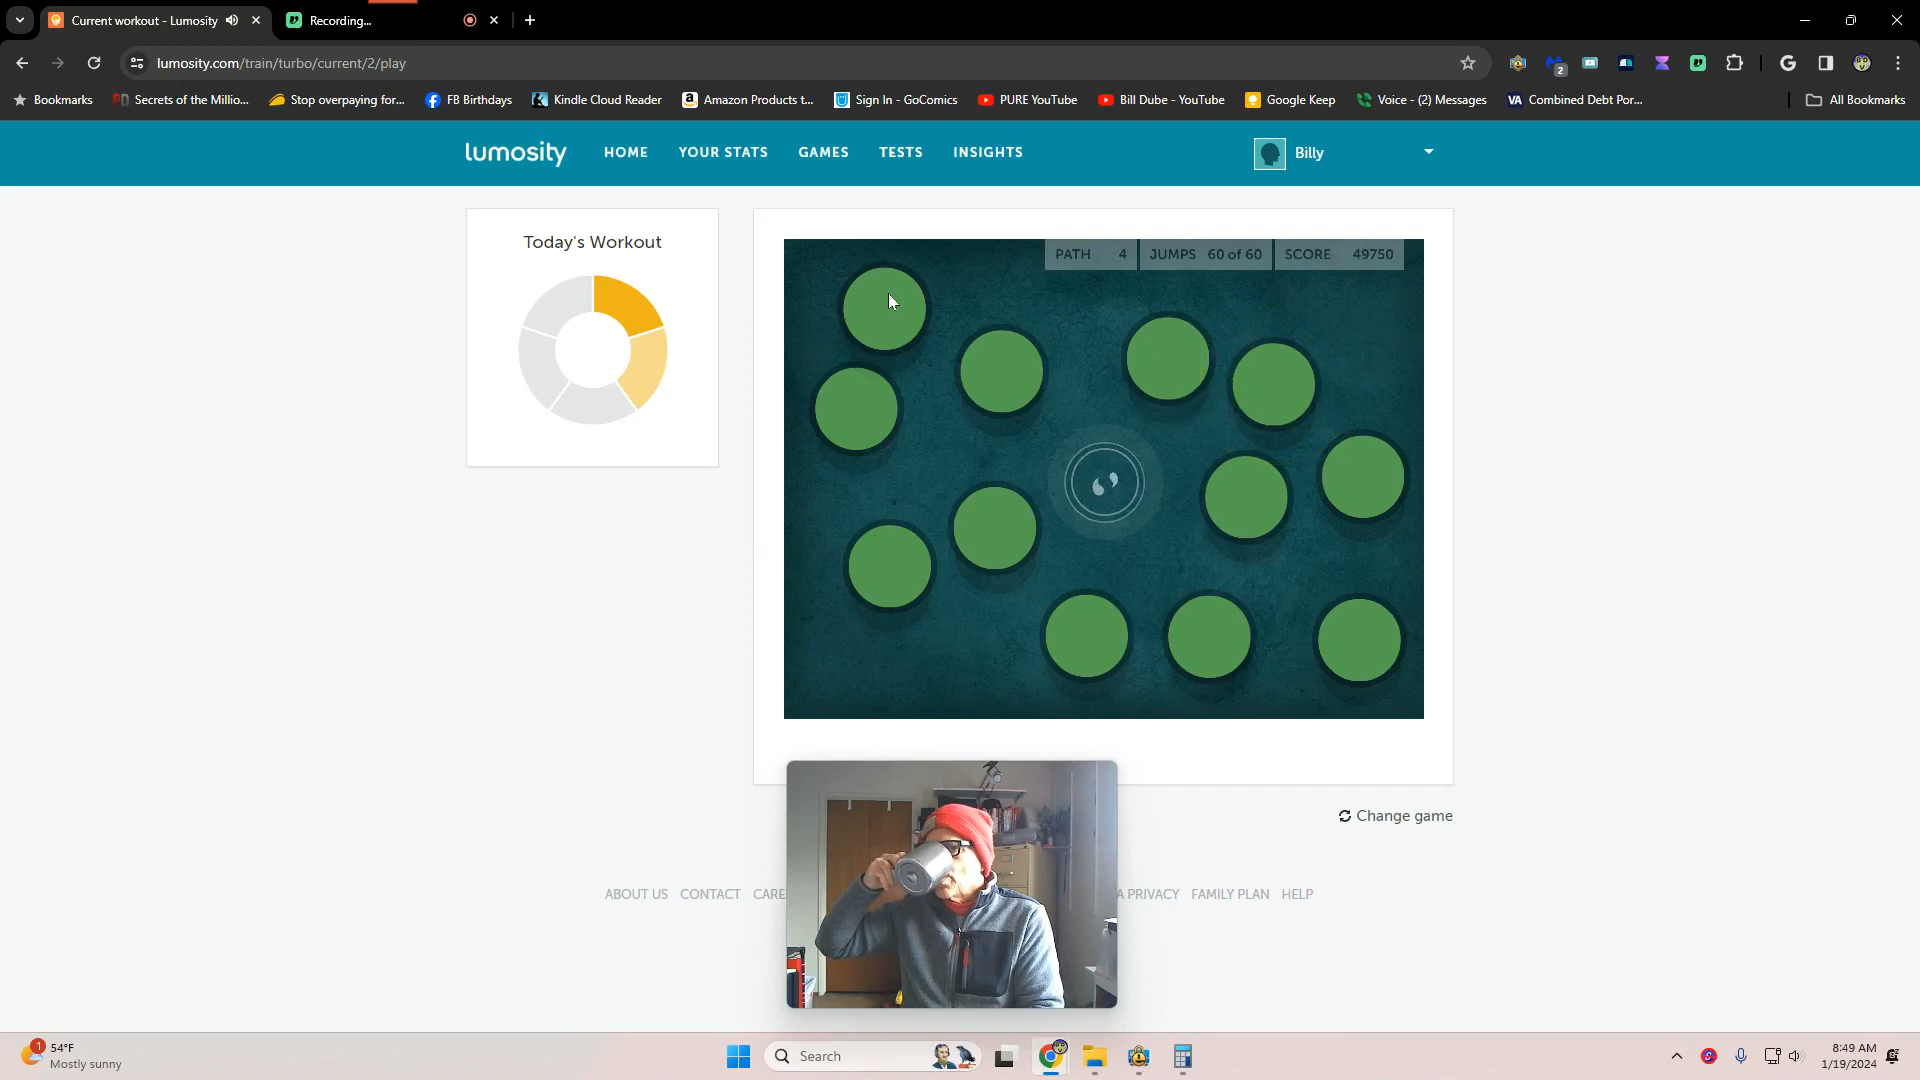 Current workout - Lumosity
Recording...
lumosity.com/train/turbo/current/2/play
2
Bookmarks
Secrets of the Millio...
Stop overpaying for...
FB Birthdays
Kindle Cloud Reader
Amazon Products t...
Sign In - GoComics
PURE YouTube
Bill Dube - YouTube
Google Keep
Voice - (2) Messages
VA Combined Debt Por...
All Bookmarks
lumosity
HOME
YOUR STATS
GAMES
TESTS
INSIGHTS
Billy
Today's Workout
PATH 4
JUMPS 60 of 60
SCORE 49750
Change game
ABOUT US
CONTACT
CARE
A PRIVACY
FAMILY PLAN
HELP
1
54°F
Mostly sunny
Search
8:49 AM
1/19/2024